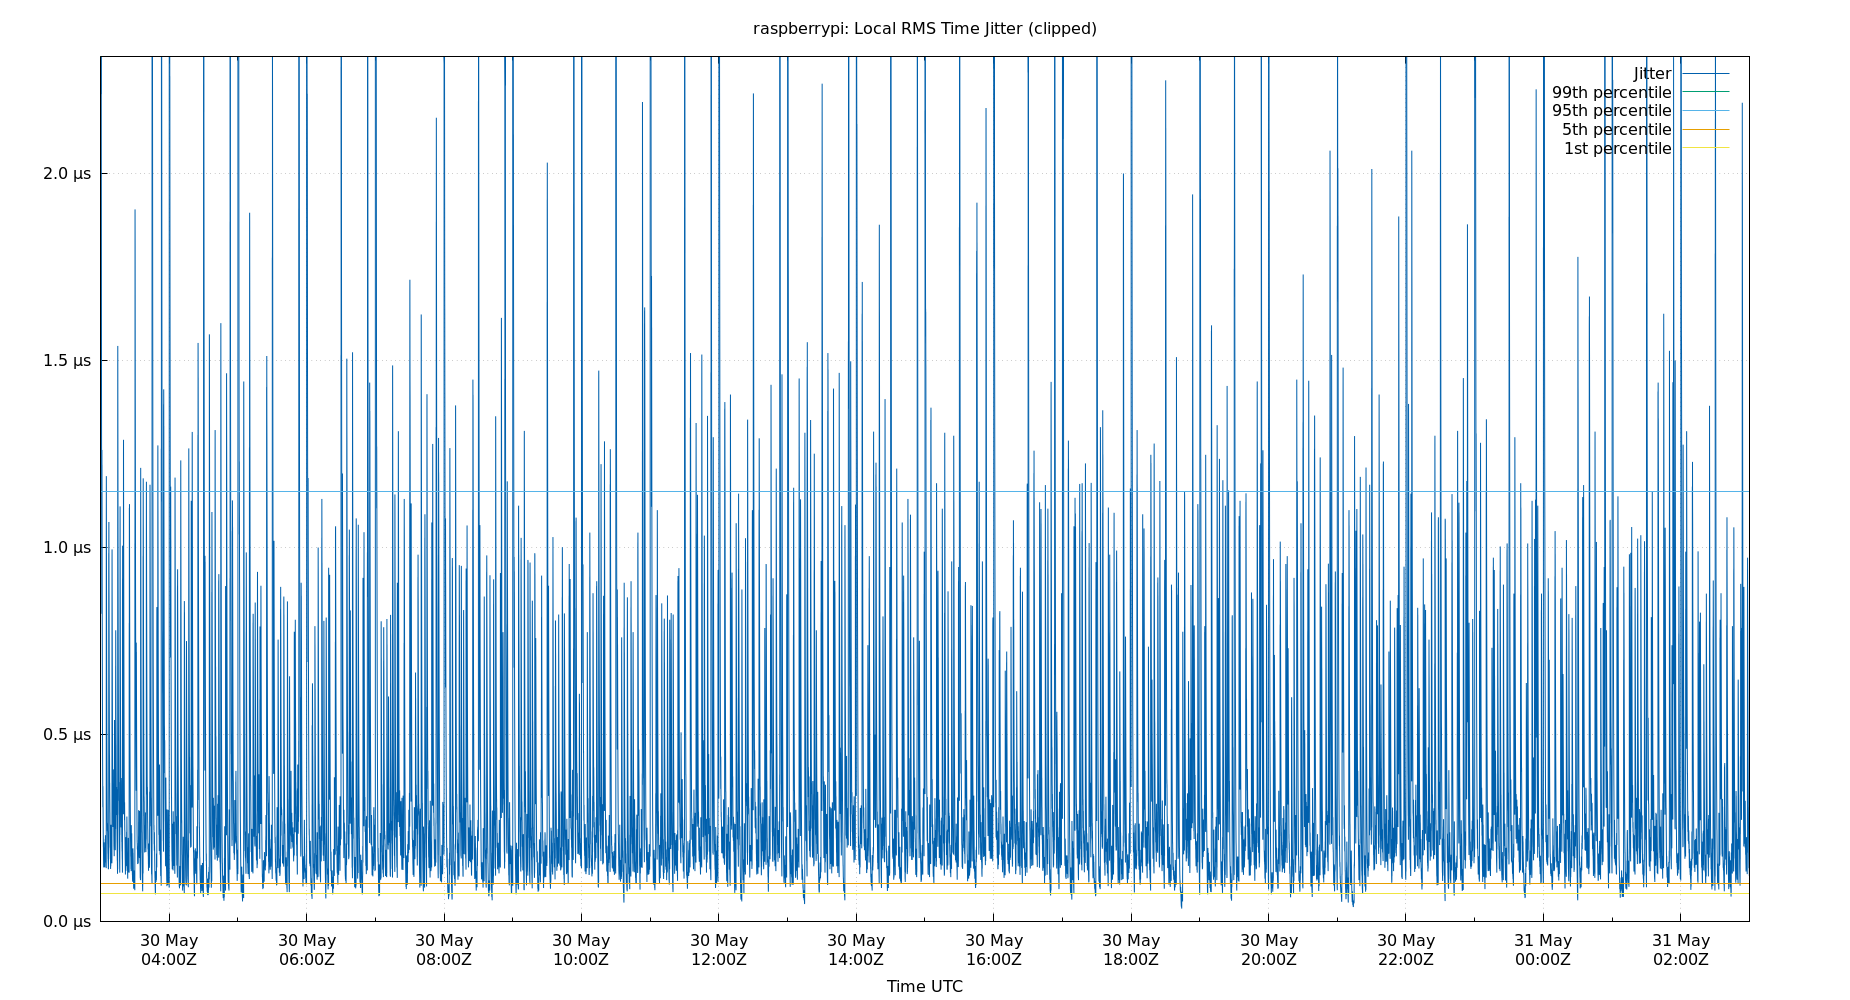 raspberrypi: Local RMS Time Jitter (clipped)
Jitter
99th percentile
95th percentile
5th percentile
1st percentile
2.0 μs
1.5 μs
1.0 μs
0.5 μs
0.0 μs
30 May 30 May 30 May 30 May 30 May 30 May 30 May 30 May 30 May 30 May 31 May 31 May
04:00Z 06:00Z 08:00Z 10:00Z 12:00Z 14:00Z 16:00Z 18:00Z 20:00Z 22:00Z 00:00Z 02:00Z
Time UTC